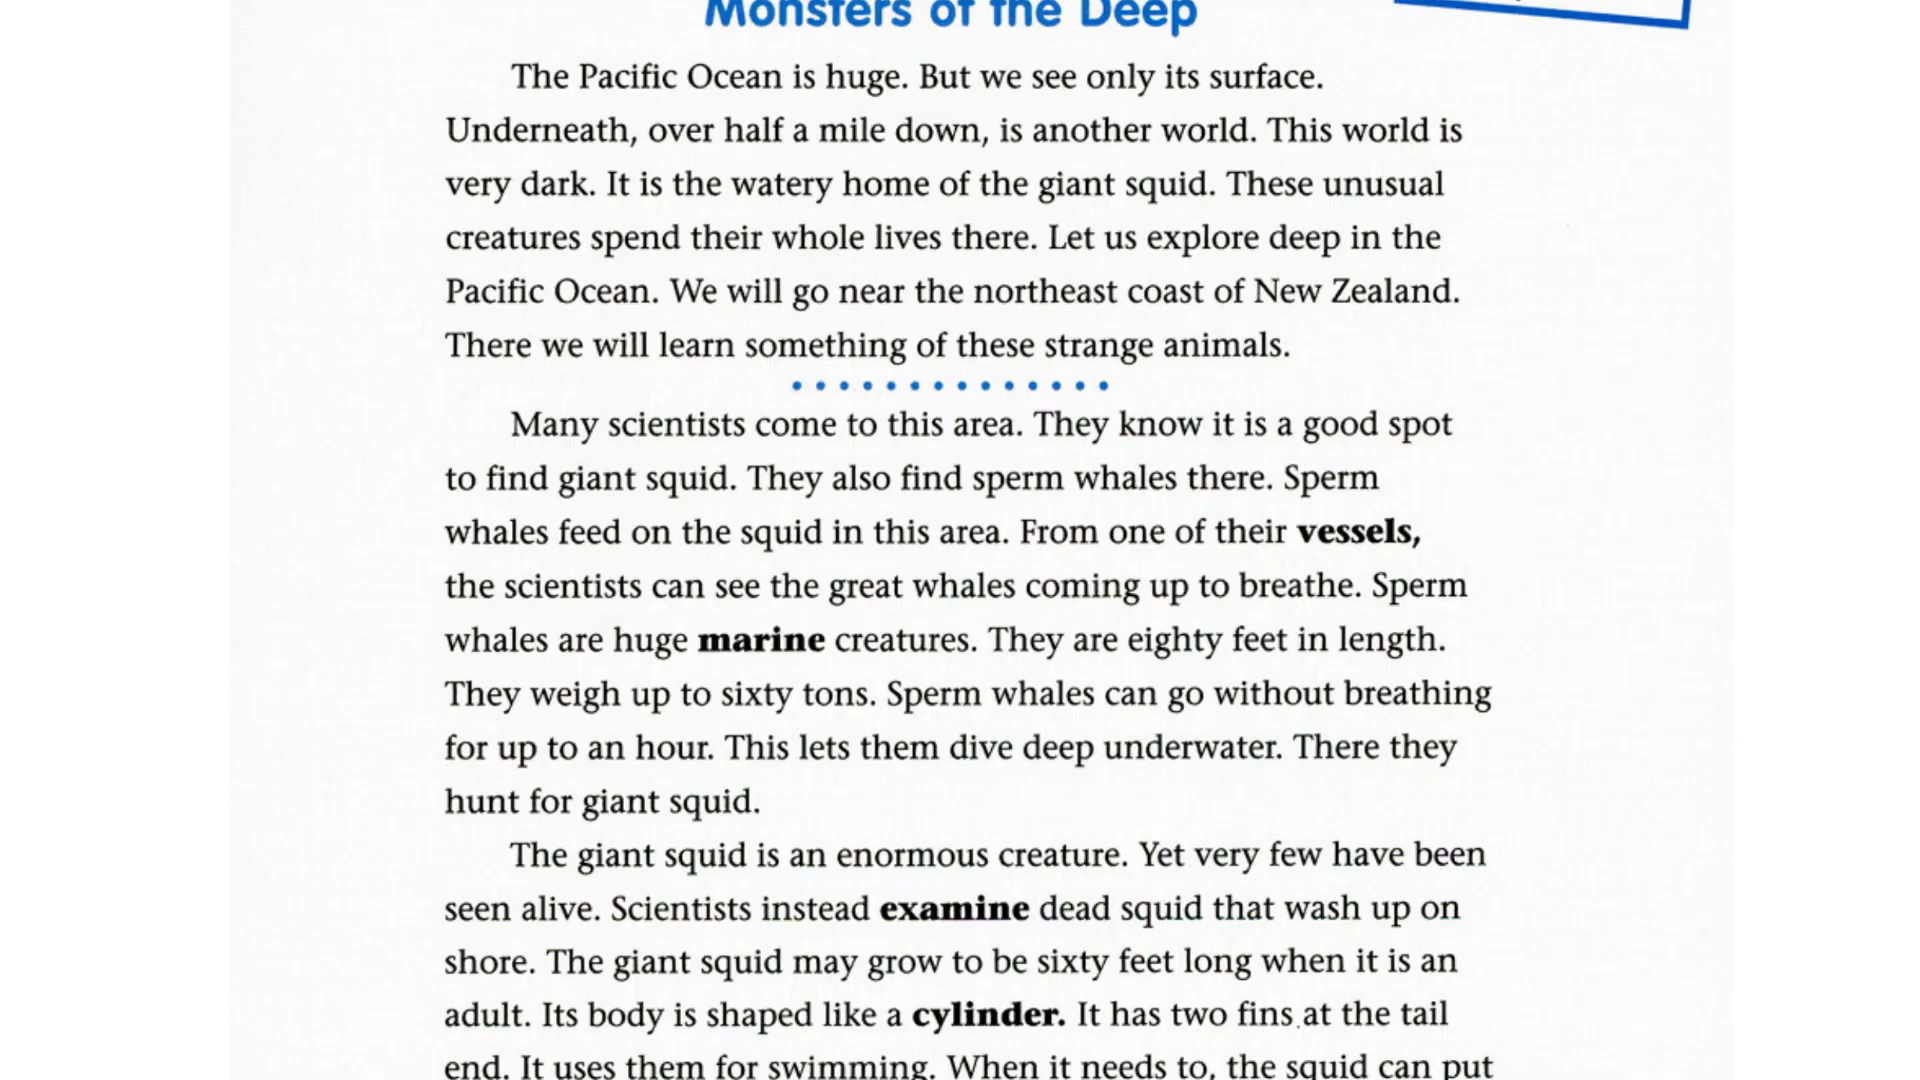 Monsters of the Deep
The Pacific Ocean is huge. But we see only its surface.
Underneath, over half a mile down, is another world. This world is
very dark. It is the watery home of the giant squid. These unusual
creatures spend their whole lives there. Let us explore deep in the
Pacific Ocean. We will go near the northeast coast of New Zealand.
There we will learn something of these strange animals.
Many scientists come to this area. They know it is a good spot
to find giant squid. They also find sperm whales there. Sperm
whales feed on the squid in this area. From one of their vessels,
the scientists can see the great whales coming up to breathe. Sperm
whales are huge marine creatures. They are eighty feet in length.
They weigh up to sixty tons. Sperm whales can go without breathing
for up to an hour. This lets them dive deep underwater. There they
hunt for giant squid.
The giant squid is an enormous creature. Yet very few have been
seen alive. Scientists instead examine dead squid that wash up on
shore. The giant squid may grow to be sixty feet long when it is an
adult. Its body is shaped like a cylinder. It has two fins at the tail
end. It uses them for swimming. When it needs to, the squid can put